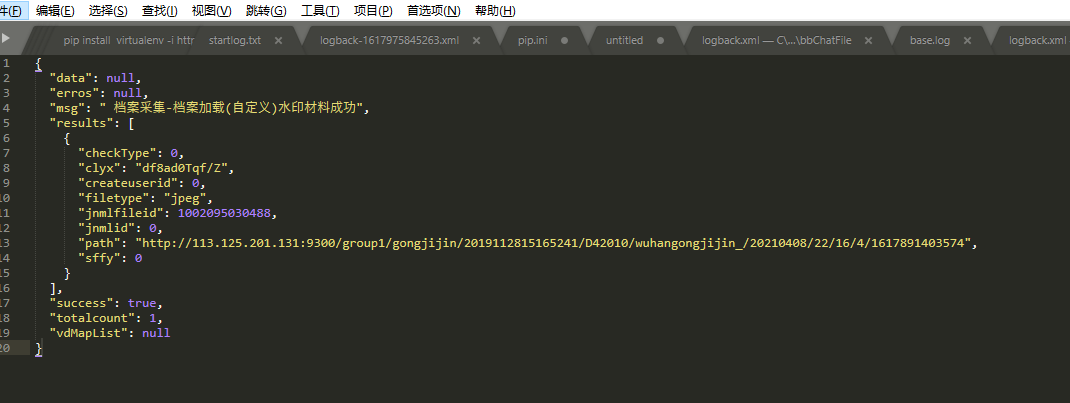 件(F) 编辑(E) 选择(S) 查找(I) 视图(V) 跳转(G) 工具(T) 项目(P) 首选项(N) 帮助(H)
pip install virtualenv -i httr startlog.txt × logback-1617975845263.xml × pip.ini untitled logback.xml — C\...\bbChatFile × base.log × logback.xml
1 {
2 "data": null,
3 "erros": null,
4 "msg": " 档案采集-档案加载(自定义)水印材料成功",
5 "results": [
6 {
7 "checkType": 0,
8 "clyx": "df8ad0Tqf/Z",
9 "createuserid": 0,
10 "filetype": "jpeg",
11 "jnmlfileid": 1002095030488,
12 "jnmlid": 0,
13 "path": "http://113.125.201.131:9300/group1/gongjijin/2019112815165241/D42010/wuhangongjijin_/20210408/22/16/4/1617891403574",
14 "sffy": 0
15 }
16 ],
17 "success": true,
18 "totalcount": 1,
19 "vdMapList": null
20 }